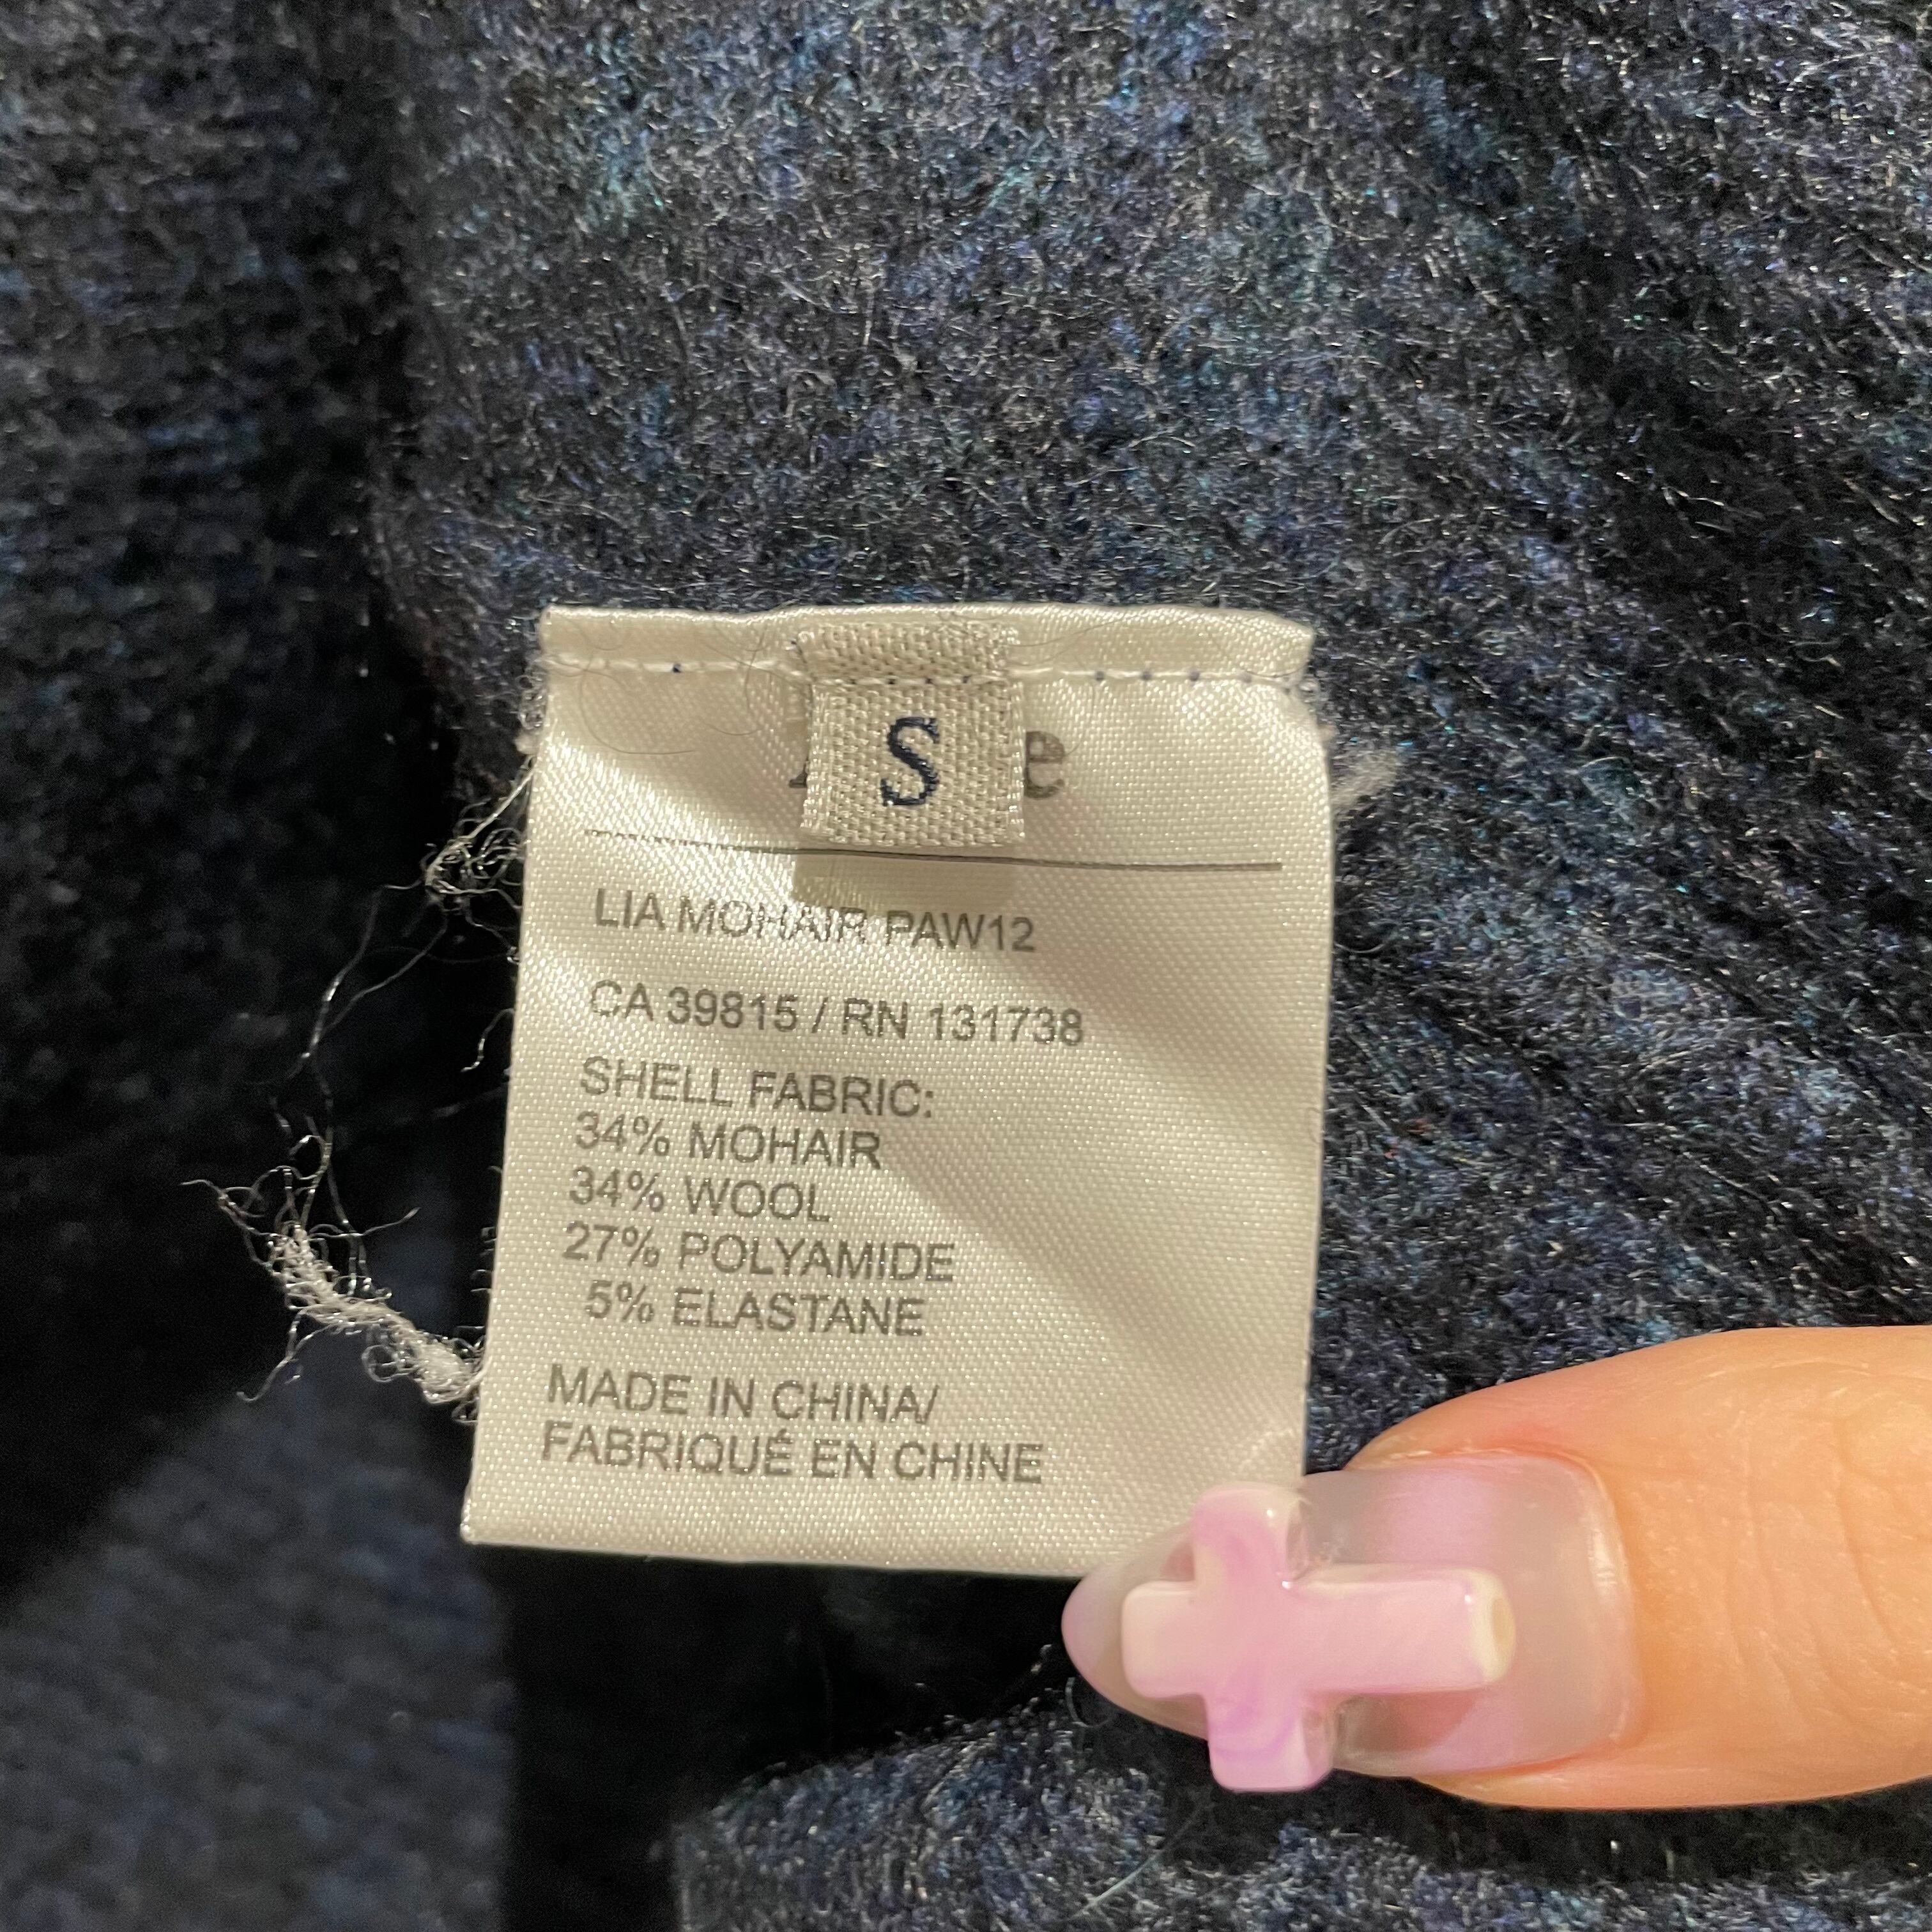 S
LIA MOHAIR PAW12
CA 39815 / RN 131738
SHELL FABRIC:
34% MOHAIR
34% WOOL
27% POLYAMIDE
5% ELASTANE
MADE IN CHINA/
FABRIQUÉ EN CHINE